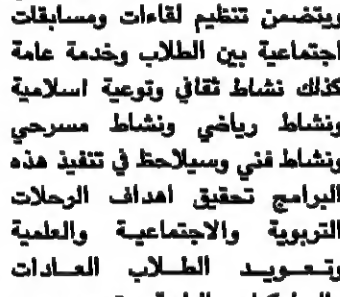 ويتضمن تنظيم لقاءات ومسابقات
اجتماعية بين الطلاب وخدمة عامة
كذلك نشاط ثقافي وتوعية اسلامية
ونشاط رياضي ونشاط مسرحي
ونشاط فني وسيلاحظ في تنفيذ هذه
البرامج تحقيق اهداف الرحلات
التربوية والاجتماعية والعلمية
وتعويد الطلاب العادات